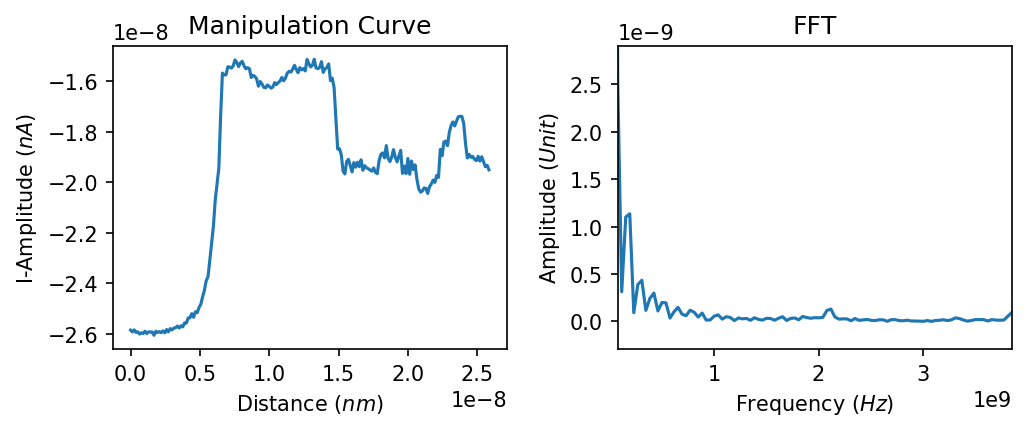 Manipulation Curve
1e−8
I-Amplitude (nA)
−1.6
−1.8
−2.0
−2.2
−2.4
−2.6
0.0 0.5 1.0 1.5 2.0 2.5
Distance (nm)
1e−8
FFT
1e−9
Amplitude (Unit)
2.5
2.0
1.5
1.0
0.5
0.0
1 2 3
Frequency (Hz)
1e9